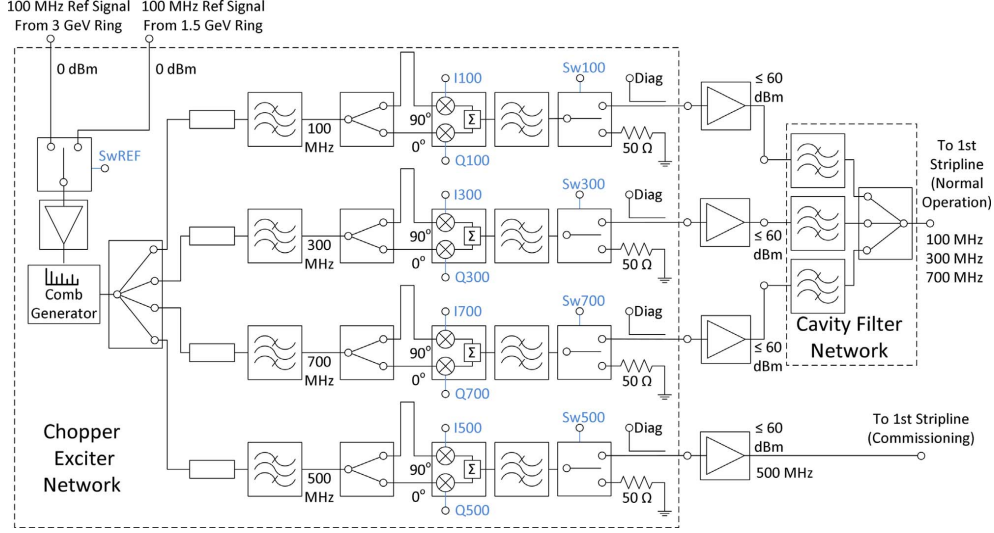 100 MHz Ref Signal
From 3 GeV Ring
100 MHz Ref Signal
From 1.5 GeV Ring
0 dBm
0 dBm
SwREF
Comb
Generator
Chopper
Exciter
Network
100
MHz
90°
0°
I100
Σ
Q100
Sw100
Diag
50 Ω
≤ 60
dBm
300
MHz
90°
0°
I300
Σ
Q300
Sw300
Diag
50 Ω
≤ 60
dBm
700
MHz
90°
0°
I700
Σ
Q700
Sw700
Diag
50 Ω
≤ 60
dBm
500
MHz
90°
0°
I500
Σ
Q500
Sw500
Diag
50 Ω
≤ 60
dBm
500 MHz
Cavity Filter
Network
To 1st
Stripline
(Normal
Operation)
100 MHz
300 MHz
700 MHz
To 1st Stripline
(Commissioning)